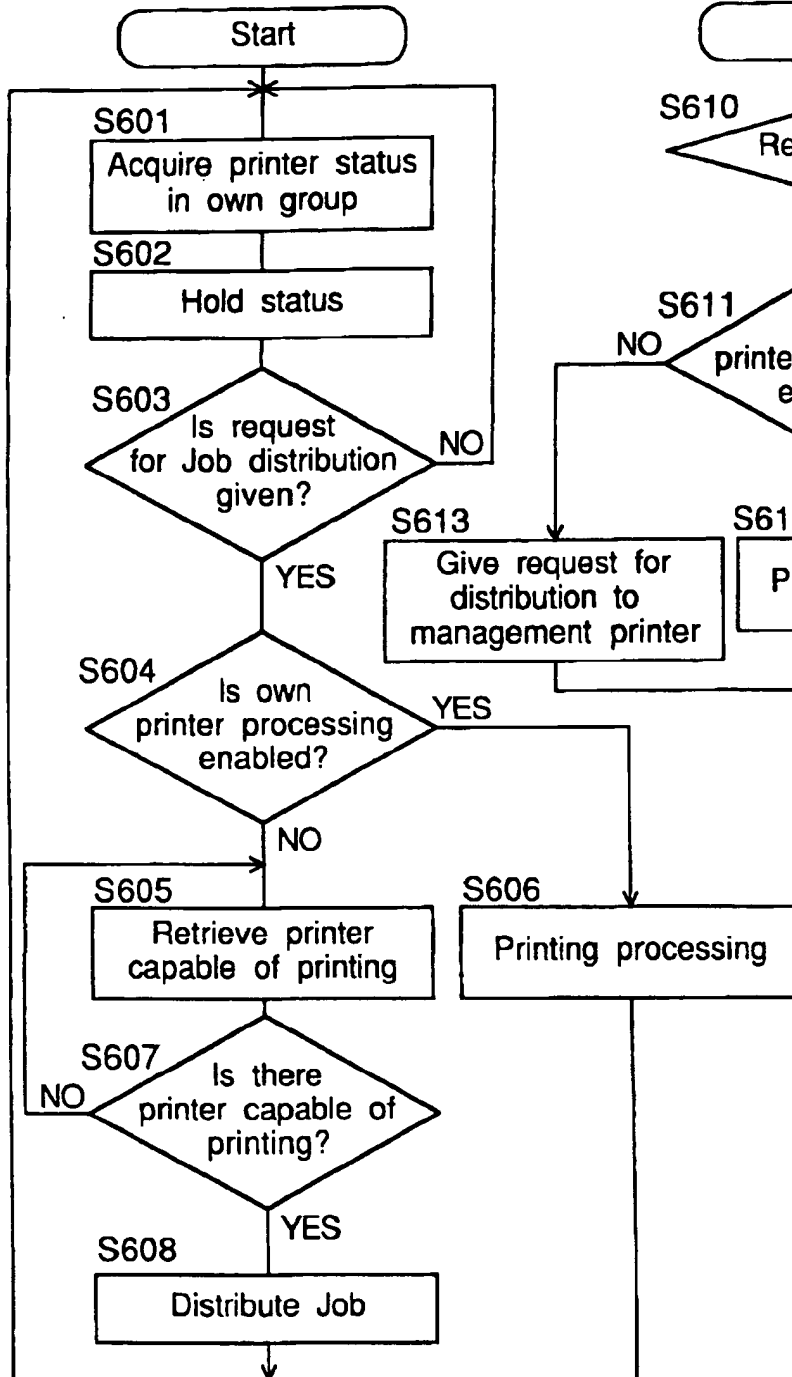 Start
S601
Acquire printer status
in own group
S602
Hold status
S603
Is request
for Job distribution
given?
NO
YES
S604
Is own
printer processing
enabled?
YES
NO
S605
Retrieve printer
capable of printing
S606
Printing processing
S607
Is there
printer capable of
printing?
NO
YES
S608
Distribute Job
S610
Re
S611
NO
printe
e
S613
Give request for
distribution to
management printer
S61
P